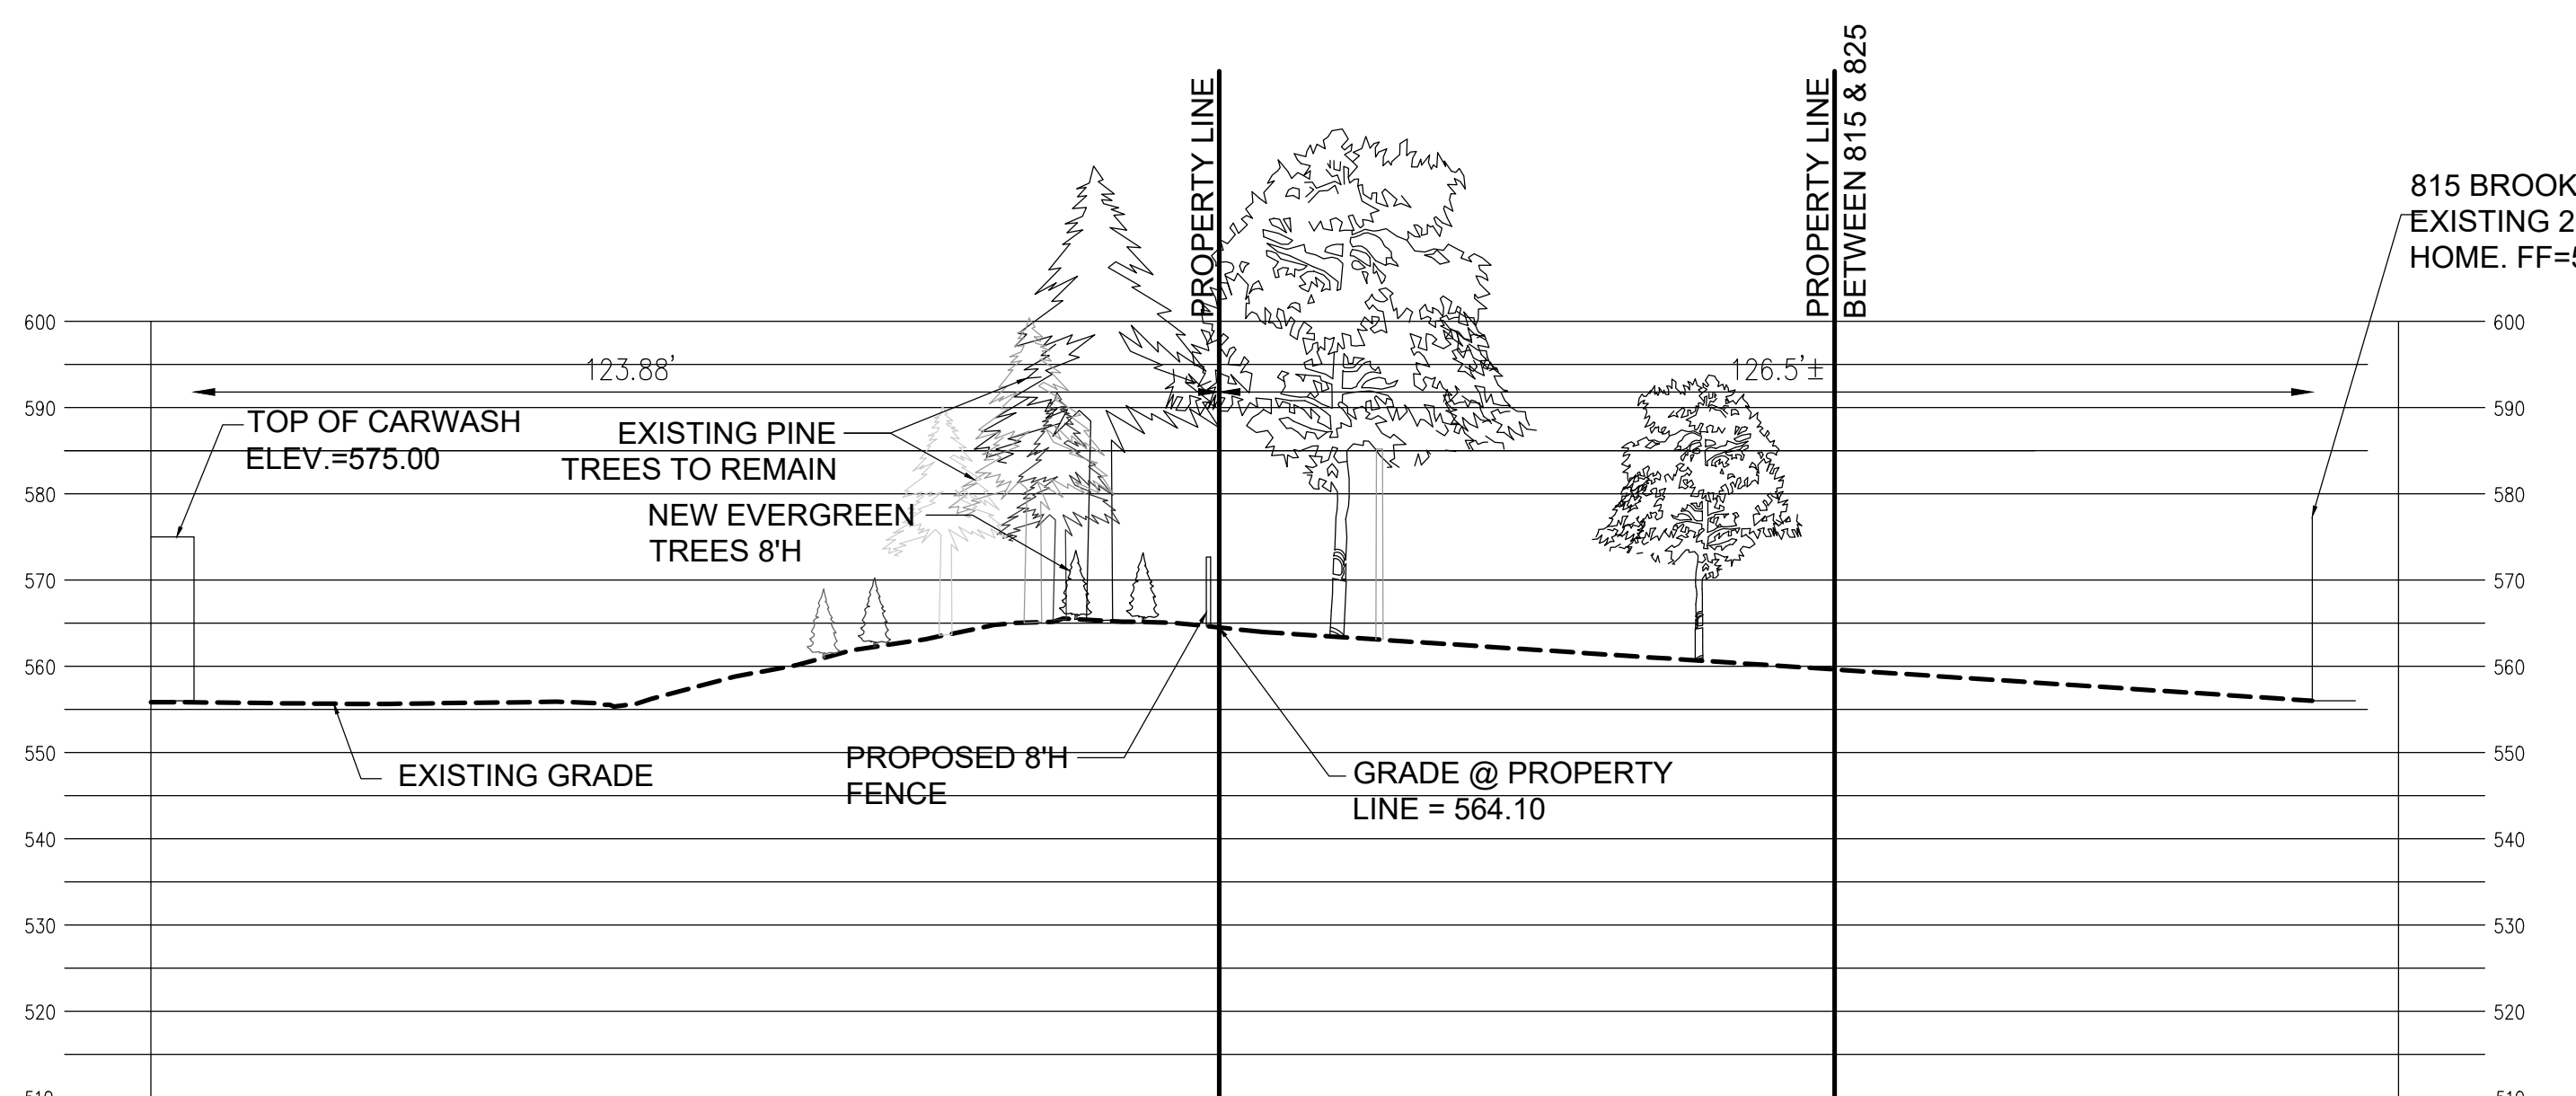 PROPERTY LINE
PROPERTY LINE
BETWEEN 815 & 825
815 BROOK
EXISTING 2
HOME. FF=5
600
600
123.88'
126.5'±
590
590
TOP OF CARWASH
ELEV.=575.00
EXISTING PINE
TREES TO REMAIN
580
580
NEW EVERGREEN
TREES 8'H
570
570
560
560
550
550
EXISTING GRADE
PROPOSED 8'H
FENCE
GRADE @ PROPERTY
LINE = 564.10
540
540
530
530
520
520
510
510